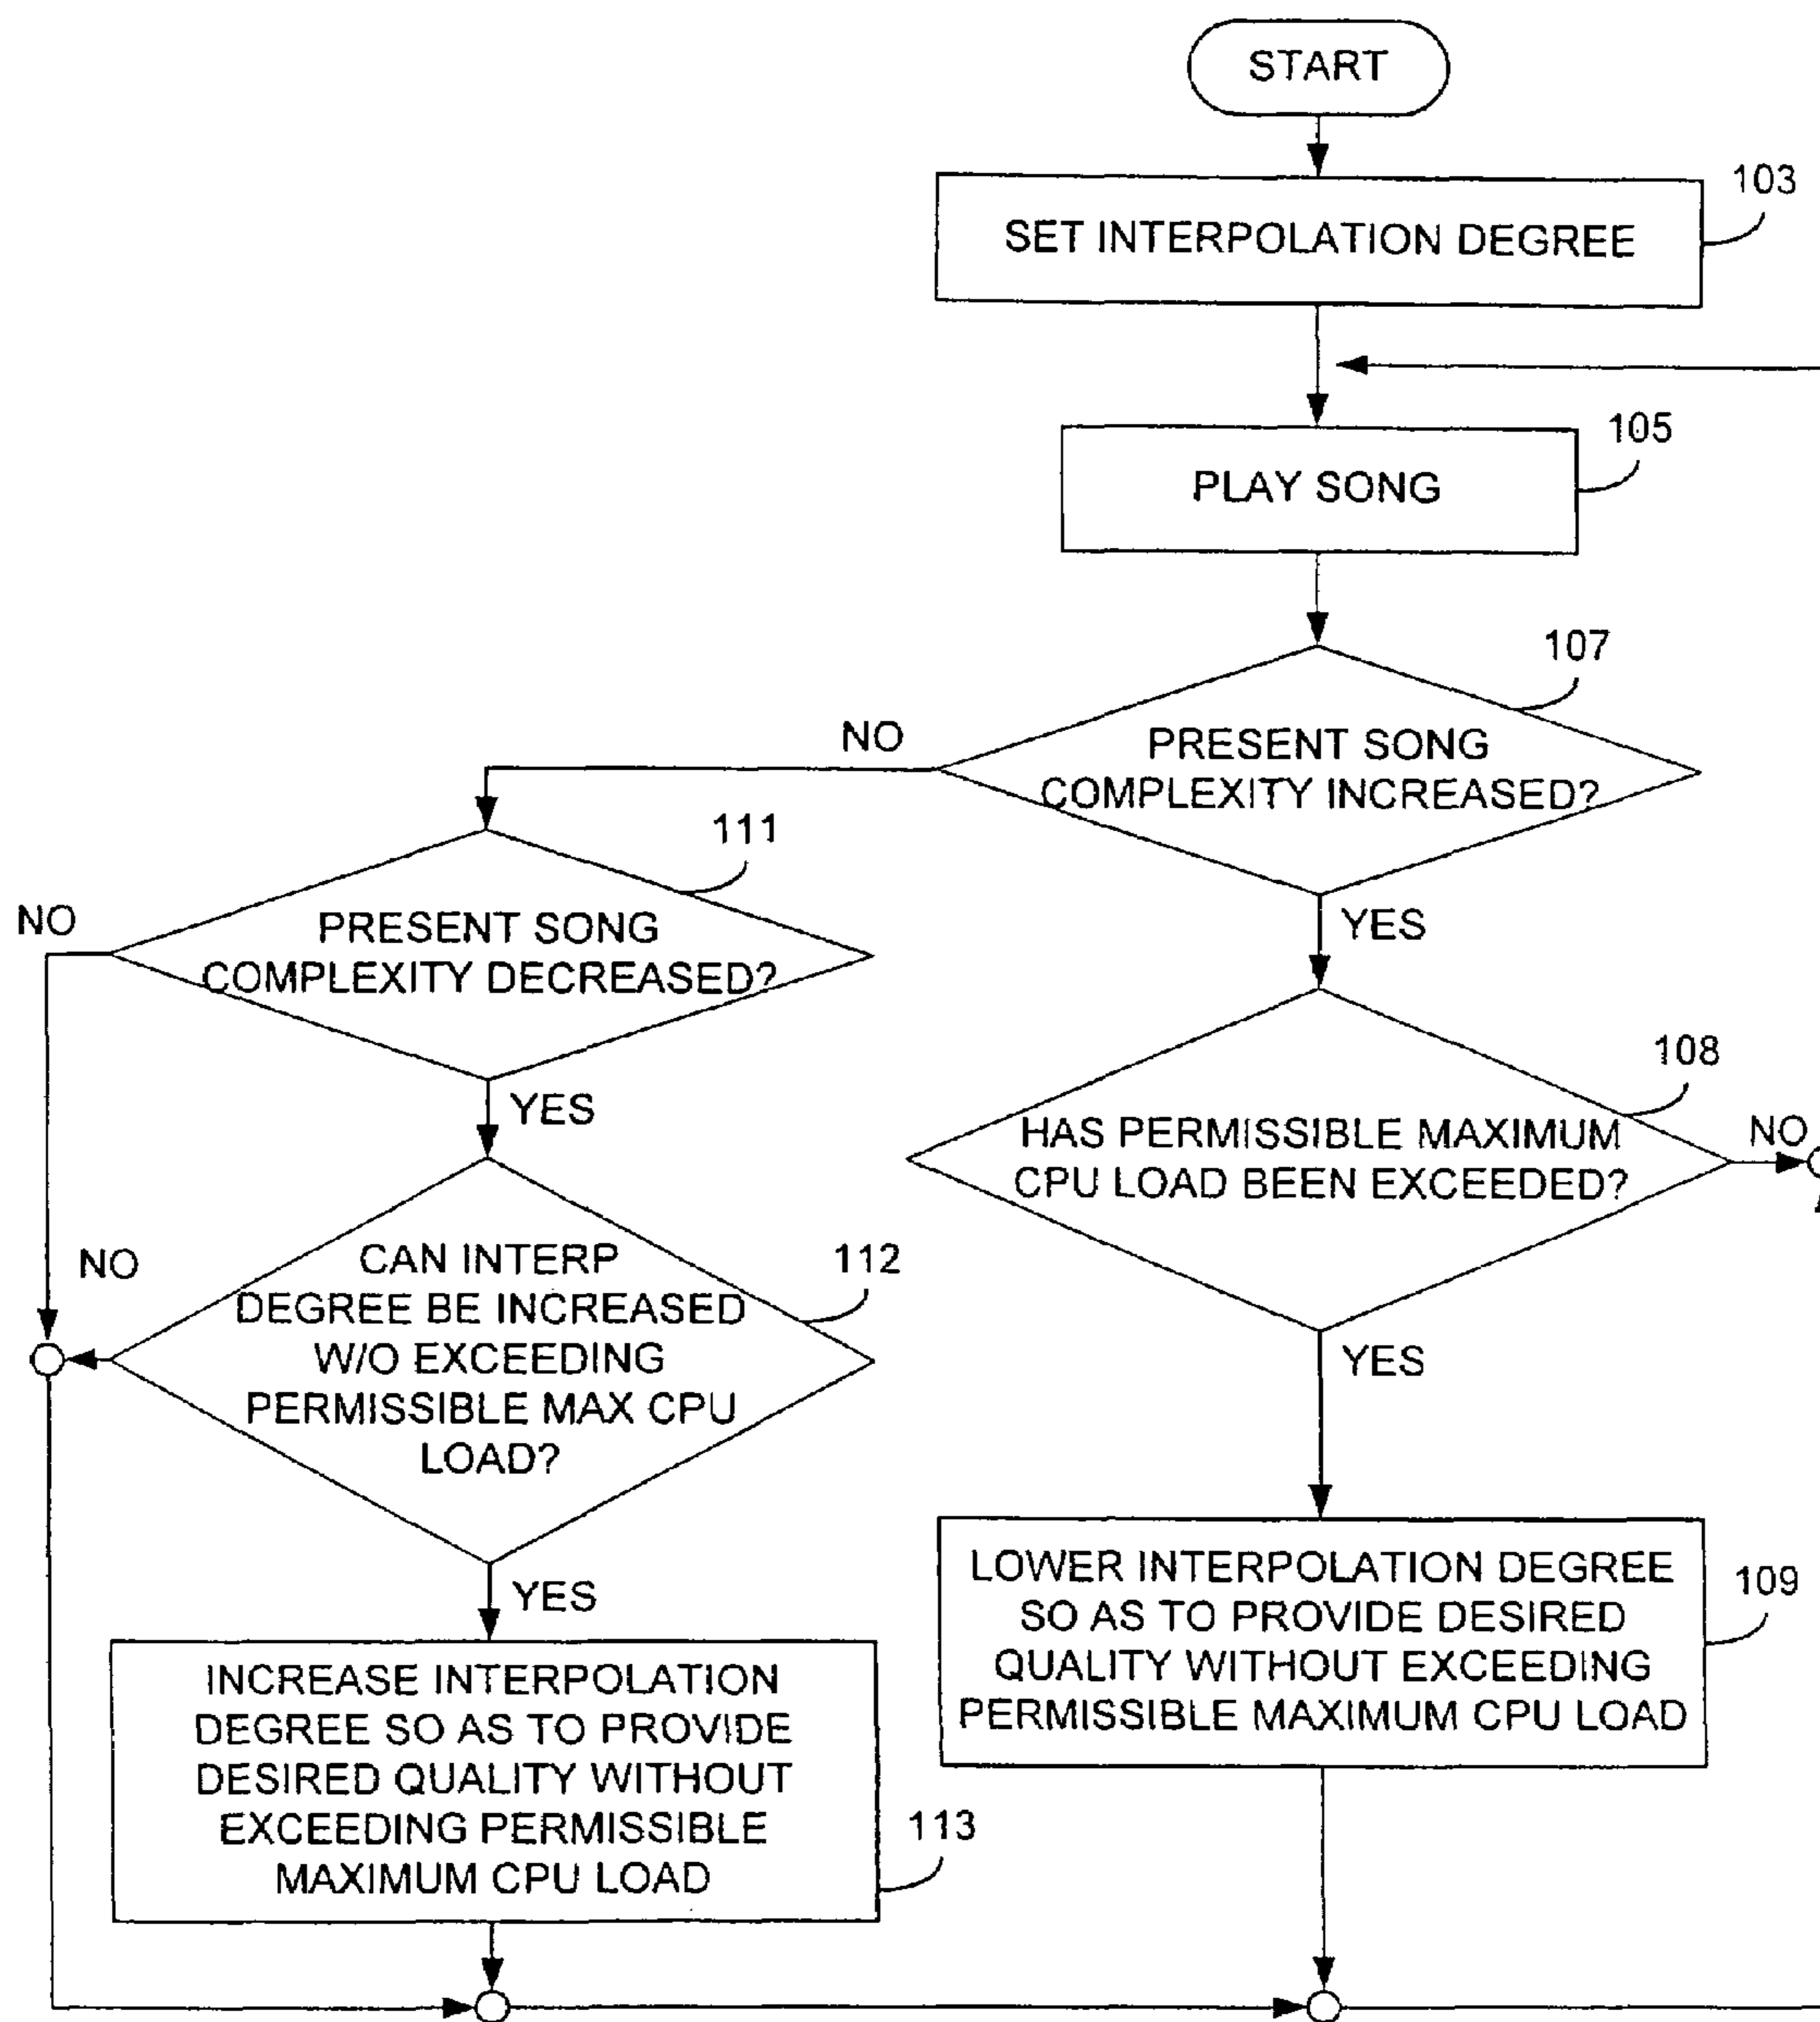 START
SET INTERPOLATION DEGREE
103
PLAY SONG
105
PRESENT SONG
COMPLEXITY INCREASED?
107
NO
YES
PRESENT SONG
COMPLEXITY DECREASED?
111
NO
YES
HAS PERMISSIBLE MAXIMUM
CPU LOAD BEEN EXCEEDED?
108
NO
YES
CAN INTERP
DEGREE BE INCREASED
W/O EXCEEDING
PERMISSIBLE MAX CPU
LOAD?
112
NO
YES
LOWER INTERPOLATION DEGREE
SO AS TO PROVIDE DESIRED
QUALITY WITHOUT EXCEEDING
PERMISSIBLE MAXIMUM CPU LOAD
109
INCREASE INTERPOLATION
DEGREE SO AS TO PROVIDE
DESIRED QUALITY WITHOUT
EXCEEDING PERMISSIBLE
MAXIMUM CPU LOAD
113